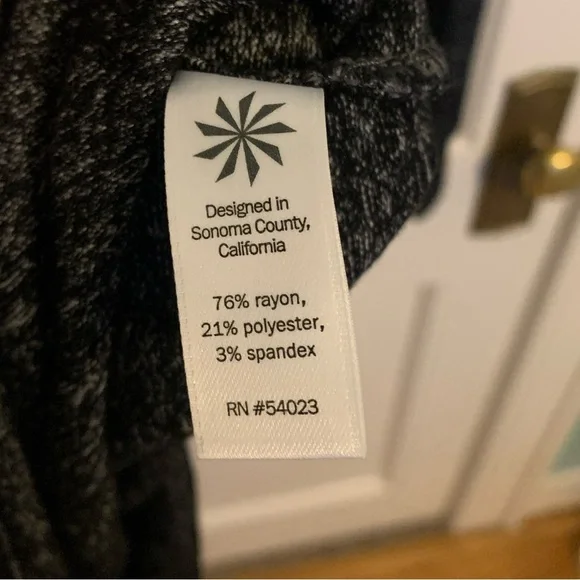 Designed in
Sonoma County,
California
76% rayon,
21% polyester,
3% spandex
RN #54023